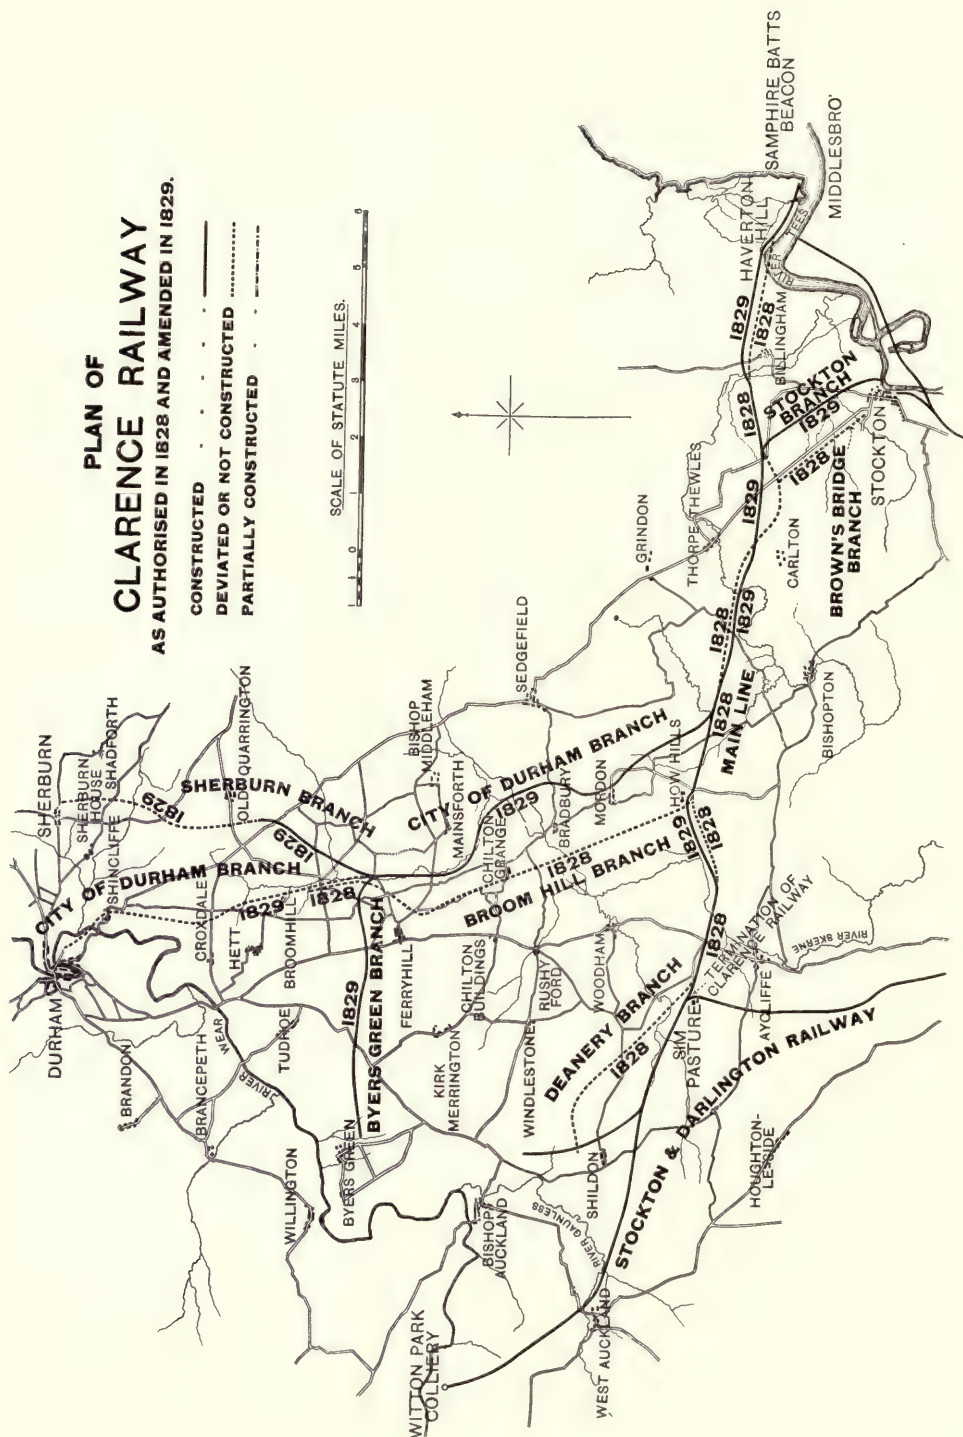 PLAN OF
CLARENCE RAILWAY
AS AUTHORISED IN 1828 AND AMENDED IN 1829.
CONSTRUCTED
DEVIATED OR NOT CONSTRUCTED
PARTIALLY CONSTRUCTED
SCALE OF STATUTE MILES.
1 0 1 2 3 4 5 6
SHERBURN
SHERBURN
HOUSE
SHADFORTH
SHINCLIFFE
DURHAM
CITY OF DURHAM BRANCH
1829
SHERBURN BRANCH
OLD QUARRINGTON
1829
BRANDON
BRANCEPETH
CROXDALE
HETT
1829
BROOMHILL
1828
TUDHOE
RIVER
WEAR
WILLINGTON
BYERS GREEN
BYERS GREEN BRANCH
1829
FERRYHILL
BISHOP
MIDDLEHAM
MAINSFORTH
CITY OF DURHAM BRANCH
1829
SEDGEFIELD
KIRK
MERRINGTON
CHILTON
BUILDINGS
CHILTON
GRANGE
BROOM HILL BRANCH
1828
BRADBURY
MORDON
HOW HILLS
WINDLESTONE
RUSHY
FORD
WOODHAM
DEANERY BRANCH
1828
BISHOP
AUCKLAND
WITTON PARK
COLLIERY
WEST AUCKLAND
RIVER GAUNLESS
SHILDON
STOCKTON & DARLINGTON RAILWAY
SIM
PASTURE
TERMINATION OF
CLARENCE RAILWAY
AYCLIFFE
RIVER SKERNE
HOUGHTON-
LE-SIDE
1828
1829
1828
MAIN LINE
1828
1828
1829
BISHOPTON
GRINDON
THORPE THEWLES
CARLTON
1829
1828
BROWN'S BRIDGE
BRANCH
1828
STOCKTON
BRANCH
1829
STOCKTON
BILLINGHAM
1829
1828
HAVERTON
HILL
RIVER
TEES
SAMPHIRE BATTS
BEACON
MIDDLESBRO'